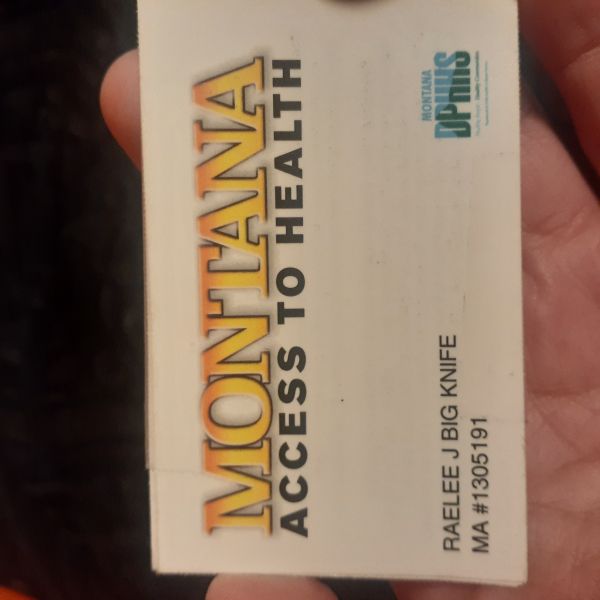 MONTANA
ACCESS TO HEALTH
MONTANA
DPHHS
RAELEE J BIG KNIFE
MA #1305191